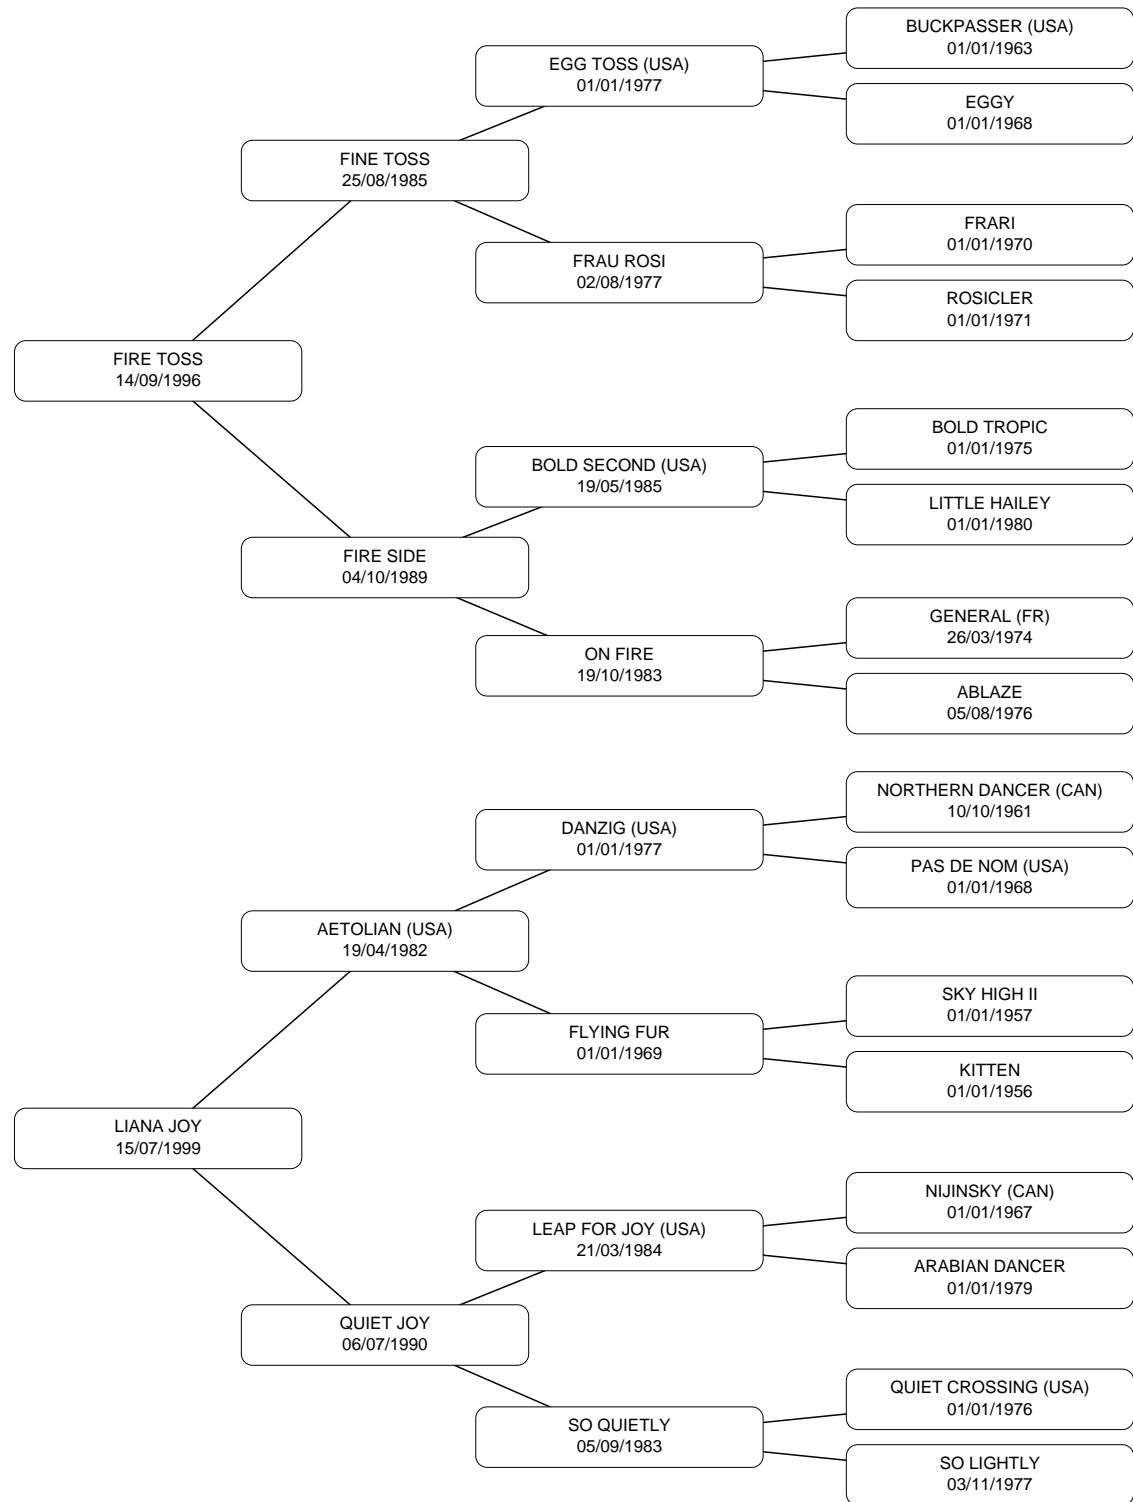 BUCKPASSER (USA)
01/01/1963
EGG TOSS (USA)
01/01/1977
EGGY
01/01/1968
FINE TOSS
25/08/1985
FRARI
01/01/1970
FRAU ROSI
02/08/1977
ROSICLER
01/01/1971
FIRE TOSS
14/09/1996
BOLD TROPIC
01/01/1975
BOLD SECOND (USA)
19/05/1985
LITTLE HAILEY
01/01/1980
FIRE SIDE
04/10/1989
GENERAL (FR)
26/03/1974
ON FIRE
19/10/1983
ABLAZE
05/08/1976
NORTHERN DANCER (CAN)
10/10/1961
DANZIG (USA)
01/01/1977
PAS DE NOM (USA)
01/01/1968
AETOLIAN (USA)
19/04/1982
SKY HIGH II
01/01/1957
FLYING FUR
01/01/1969
KITTEN
01/01/1956
LIANA JOY
15/07/1999
NIJINSKY (CAN)
01/01/1967
LEAP FOR JOY (USA)
21/03/1984
ARABIAN DANCER
01/01/1979
QUIET JOY
06/07/1990
QUIET CROSSING (USA)
01/01/1976
SO QUIETLY
05/09/1983
SO LIGHTLY
03/11/1977